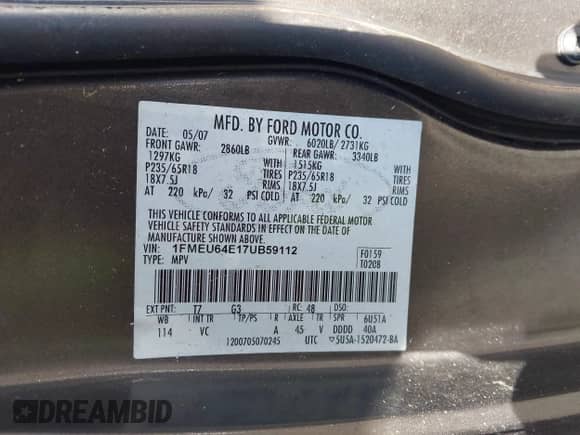 MFD. BY FORD MOTOR CO.
DATE: 05/07 GVWR: 6020LB/ 2731KG
FRONT GAWR: 2860LB REAR GAWR: 3340LB
1297KG WITH 1515KG WITH
P235/65R18 TIRES P235/65R18 TIRES
18X7.5J RIMS 18X7.5J RIMS
AT 220 kPa/ 32 PSI COLD AT 220 kPa/ 32 PSI COLD
THIS VEHICLE CONFORMS TO ALL APPLICABLE FEDERAL MOTOR
VEHICLE SAFETY STANDARDS IN EFFECT ON THE DATE OF
MANUFACTURE SHOWN ABOVE.
VIN: 1FMEU64E17UB59112 F0159
TYPE: MPV T0208
EXT PNT: T7 G3 RC: 48 DSO:
WB INT TR TP/PS R AXLE TR SPR 6U51A
114 VC A 45 V DDDD 40A
1200705070245 UTC ▽5U5A-1520472-BA
DREAMBID